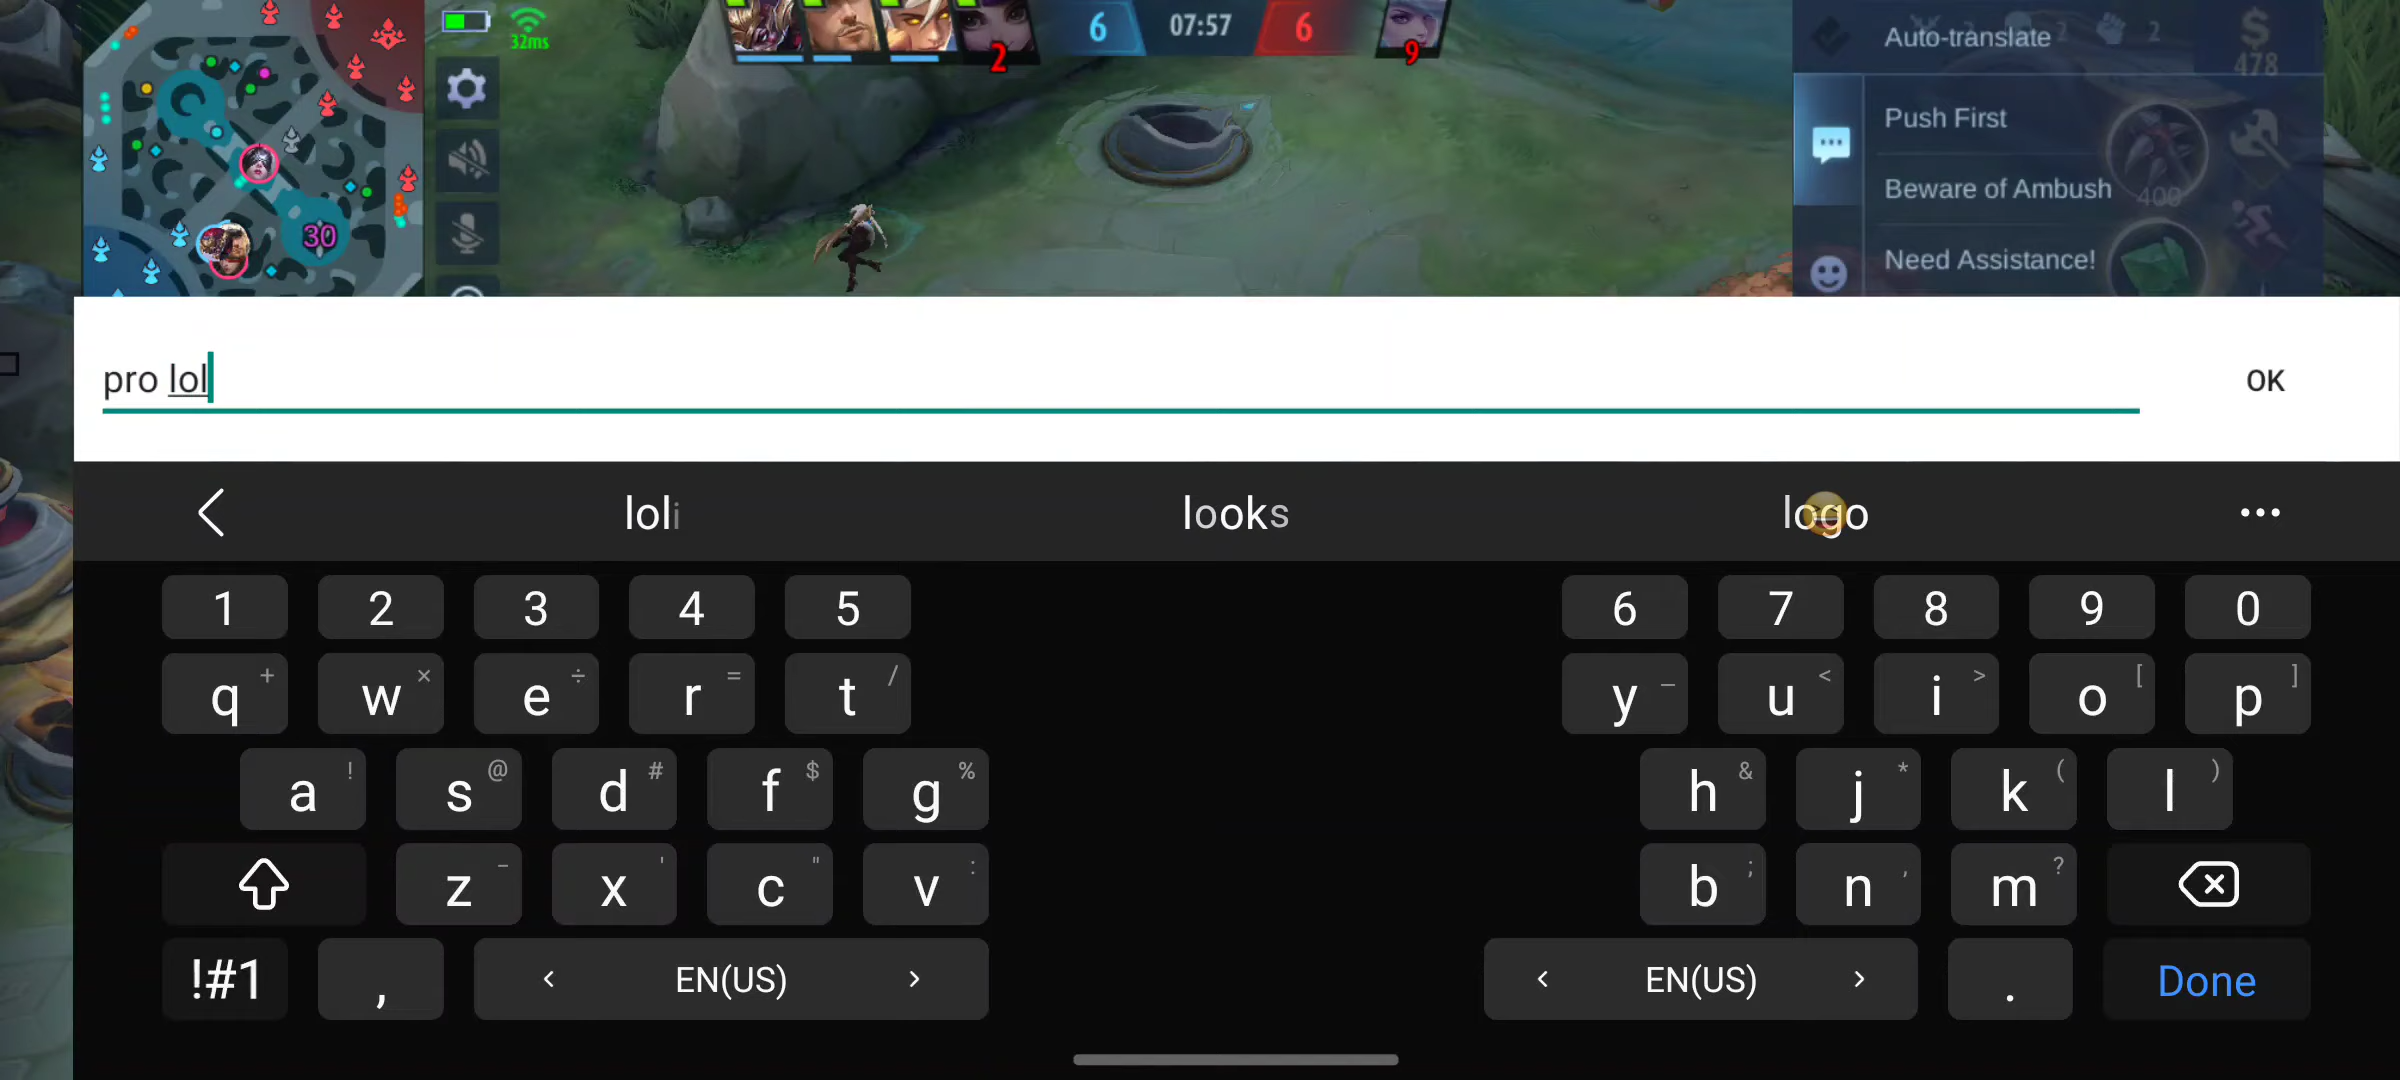 32ms
2
6
07:57
6
9
Auto-translate
2
2
478
Push First
Beware of Ambush
400
Need Assistance!
30
pro lol
OK
loli
looks
logo
1 2 3 4 5 6 7 8 9 0
q + w × e ÷ r = t / y _ u < i > o [ p ]
a ! s @ d # f $ g % h & j * k ( l )
z - x ' c " v : b ; n , m ?
!#1 , < EN(US) > < EN(US) > . Done